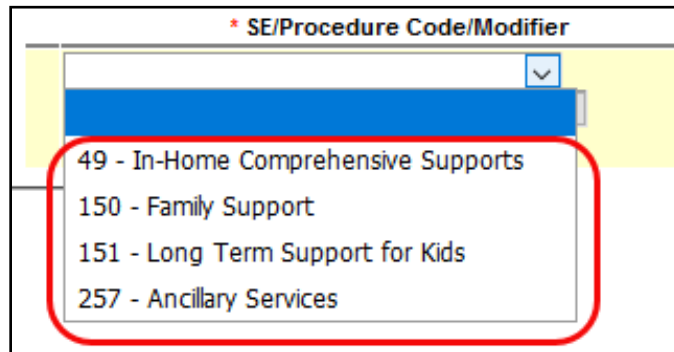 * SE/Procedure Code/Modifier
49 - In-Home Comprehensive Supports
150 - Family Support
151 - Long Term Support for Kids
257 - Ancillary Services